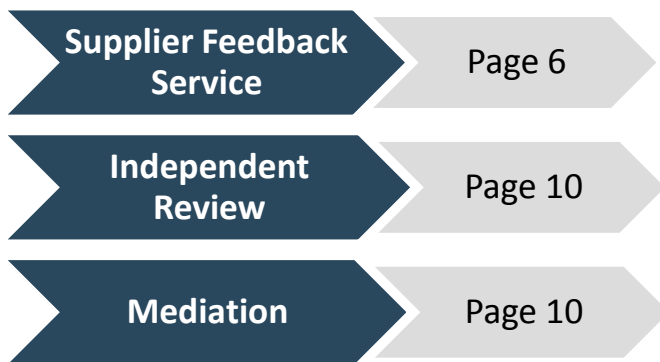 Supplier Feedback
Service
Page 6
Independent
Review
Page 10
Mediation
Page 10